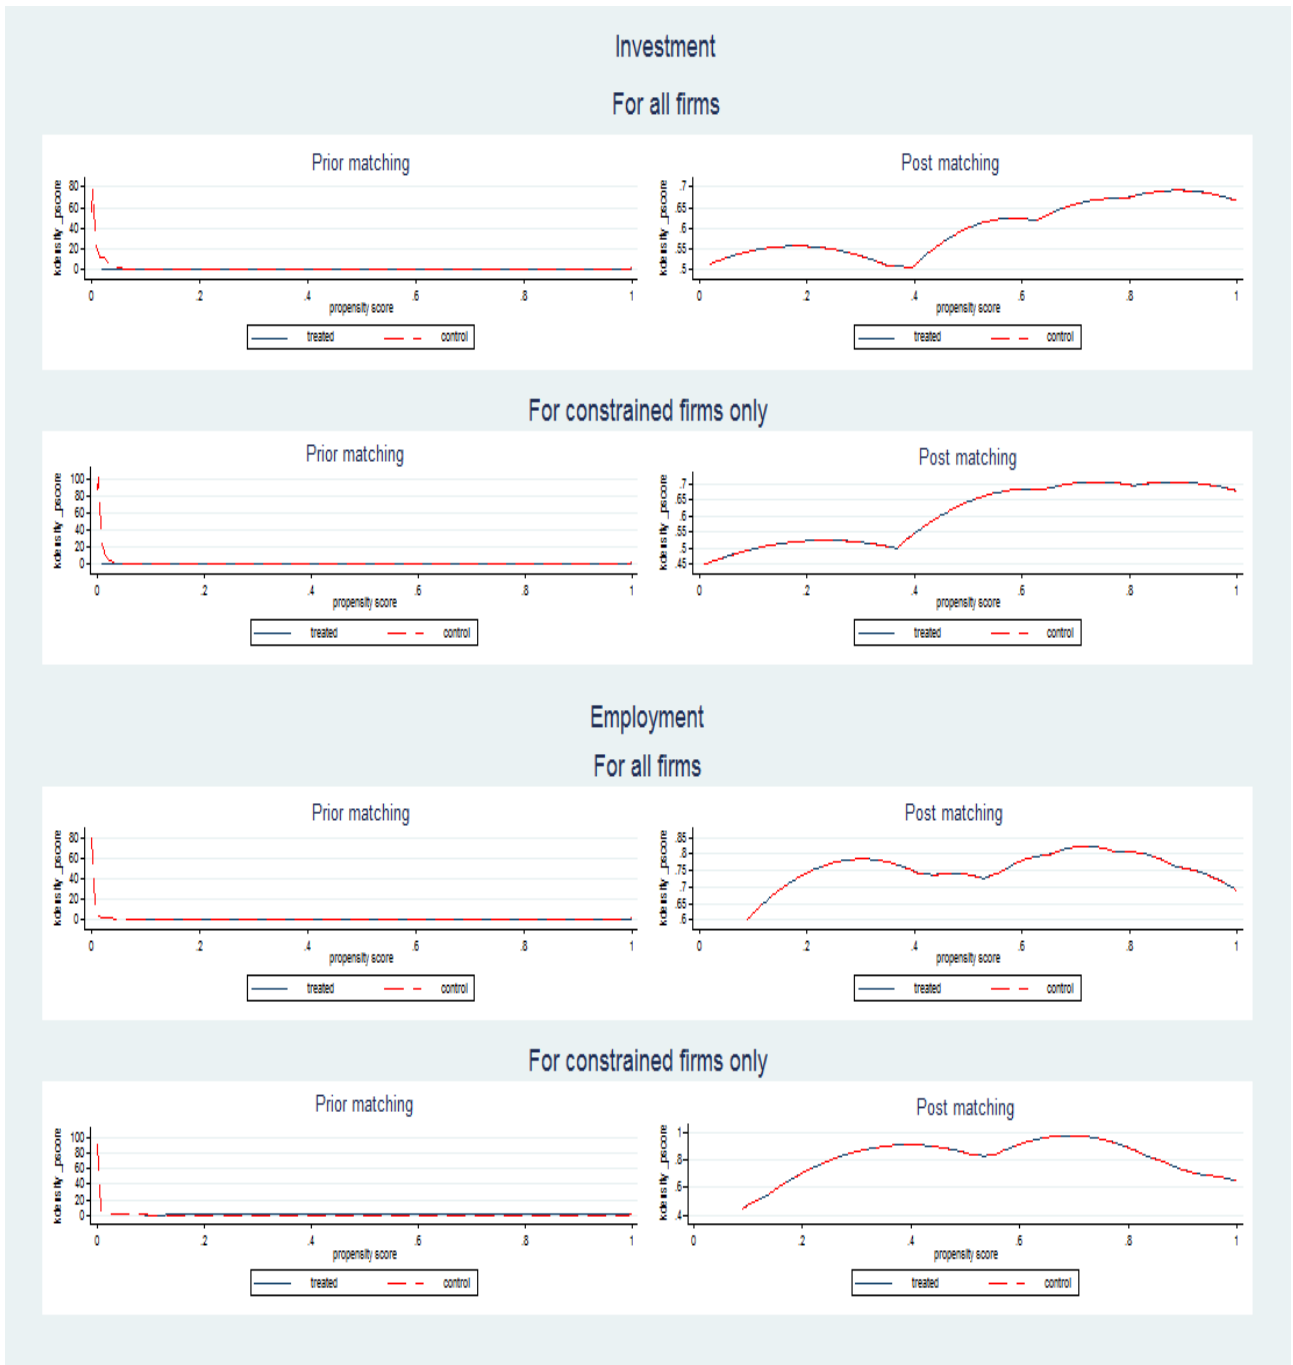 Investment
For all firms
Prior matching
kdensity _pscore
80
60
40
20
0
0 .2 .4 .6 .8 1
propensity score
treated control
Post matching
kdensity _pscore
.7
.65
.6
.55
.5
0 .2 .4 .6 .8 1
propensity score
treated control
For constrained firms only
Prior matching
kdensity _pscore
100
80
60
40
20
0
0 .2 .4 .6 .8 1
propensity score
treated control
Post matching
kdensity _pscore
.7
.65
.6
.55
.5
.45
0 .2 .4 .6 .8 1
propensity score
treated control
Employment
For all firms
Prior matching
kdensity _pscore
80
60
40
20
0
0 .2 .4 .6 .8 1
propensity score
treated control
Post matching
kdensity _pscore
.85
.8
.75
.7
.65
.6
0 .2 .4 .6 .8 1
propensity score
treated control
For constrained firms only
Prior matching
kdensity _pscore
100
80
60
40
20
0
0 .2 .4 .6 .8 1
propensity score
treated control
Post matching
kdensity _pscore
1
.8
.6
.4
0 .2 .4 .6 .8 1
propensity score
treated control